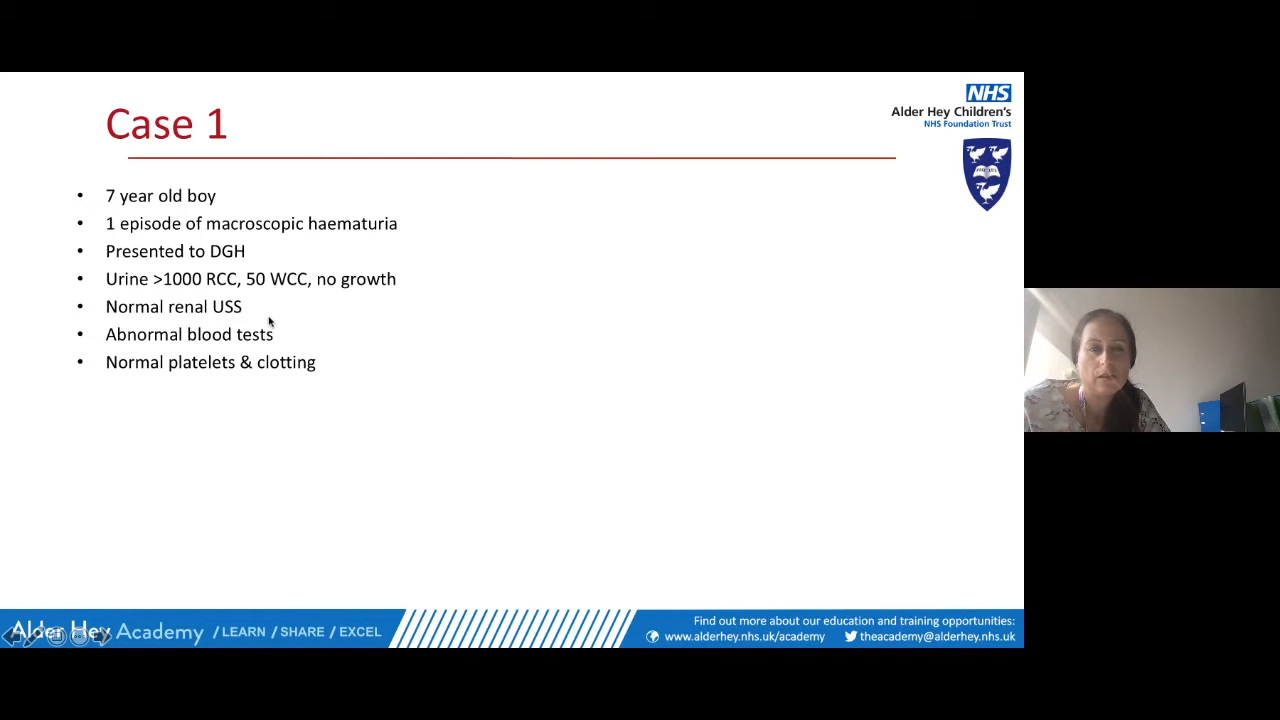 Case 1
NHS
Alder Hey Children's
NHS Foundation Trust
• 7 year old boy
• 1 episode of macroscopic haematuria
• Presented to DGH
• Urine >1000 RCC, 50 WCC, no growth
• Normal renal USS
• Abnormal blood tests
• Normal platelets & clotting
Alder Hey Academy / LEARN / SHARE / EXCEL
Find out more about our education and training opportunities:
www.alderhey.nhs.uk/academy theacademy@alderhey.nhs.uk